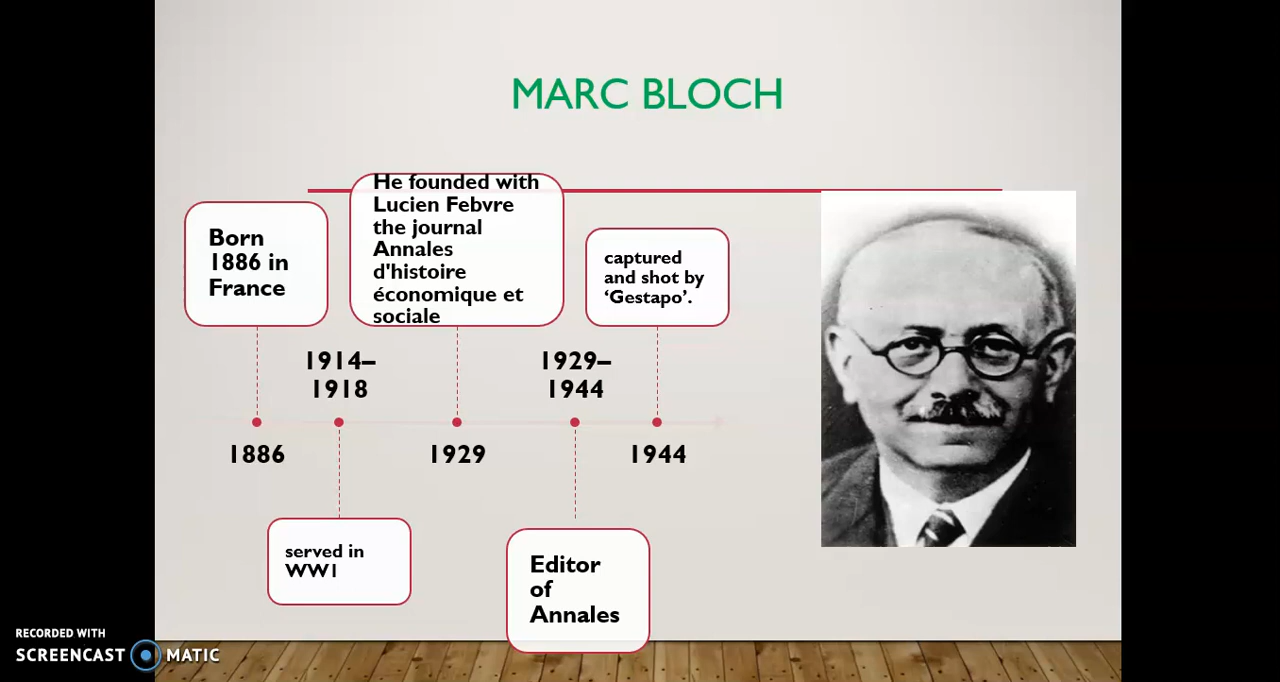 MARC BLOCH
Born
1886 in
France
He founded with
Lucien Febvre
the journal
Annales
d'histoire
économique et
sociale
captured
and shot by
‘Gestapo’.
1914–
1918
1929–
1944
1886
1929
1944
served in
WW1
Editor
of
Annales
RECORDED WITH
SCREENCAST MATIC